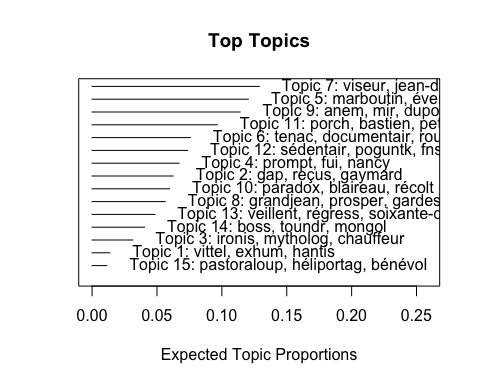 Top Topics
Topic 7: viseur, jean-d
Topic 5: marboutin, éve
Topic 9: anem, mir, dupo
Topic 11: porch, bastien, pet
Topic 6: tenac, documentair, rou
Topic 12: sédentair, poguntk, fns
Topic 4: prompt, fui, nancy
Topic 2: gap, reçus, gaymard
Topic 10: paradox, blaireau, récolt
Topic 8: grandjean, prosper, gardes
Topic 13: veillent, régress, soixante-d
Topic 14: boss, toundr, mongol
Topic 3: ironis, mytholog, chauffeur
Topic 1: vittel, exhum, hantis
Topic 15: pastoraloup, héliportag, bénévol
0.00 0.05 0.10 0.15 0.20 0.25
Expected Topic Proportions